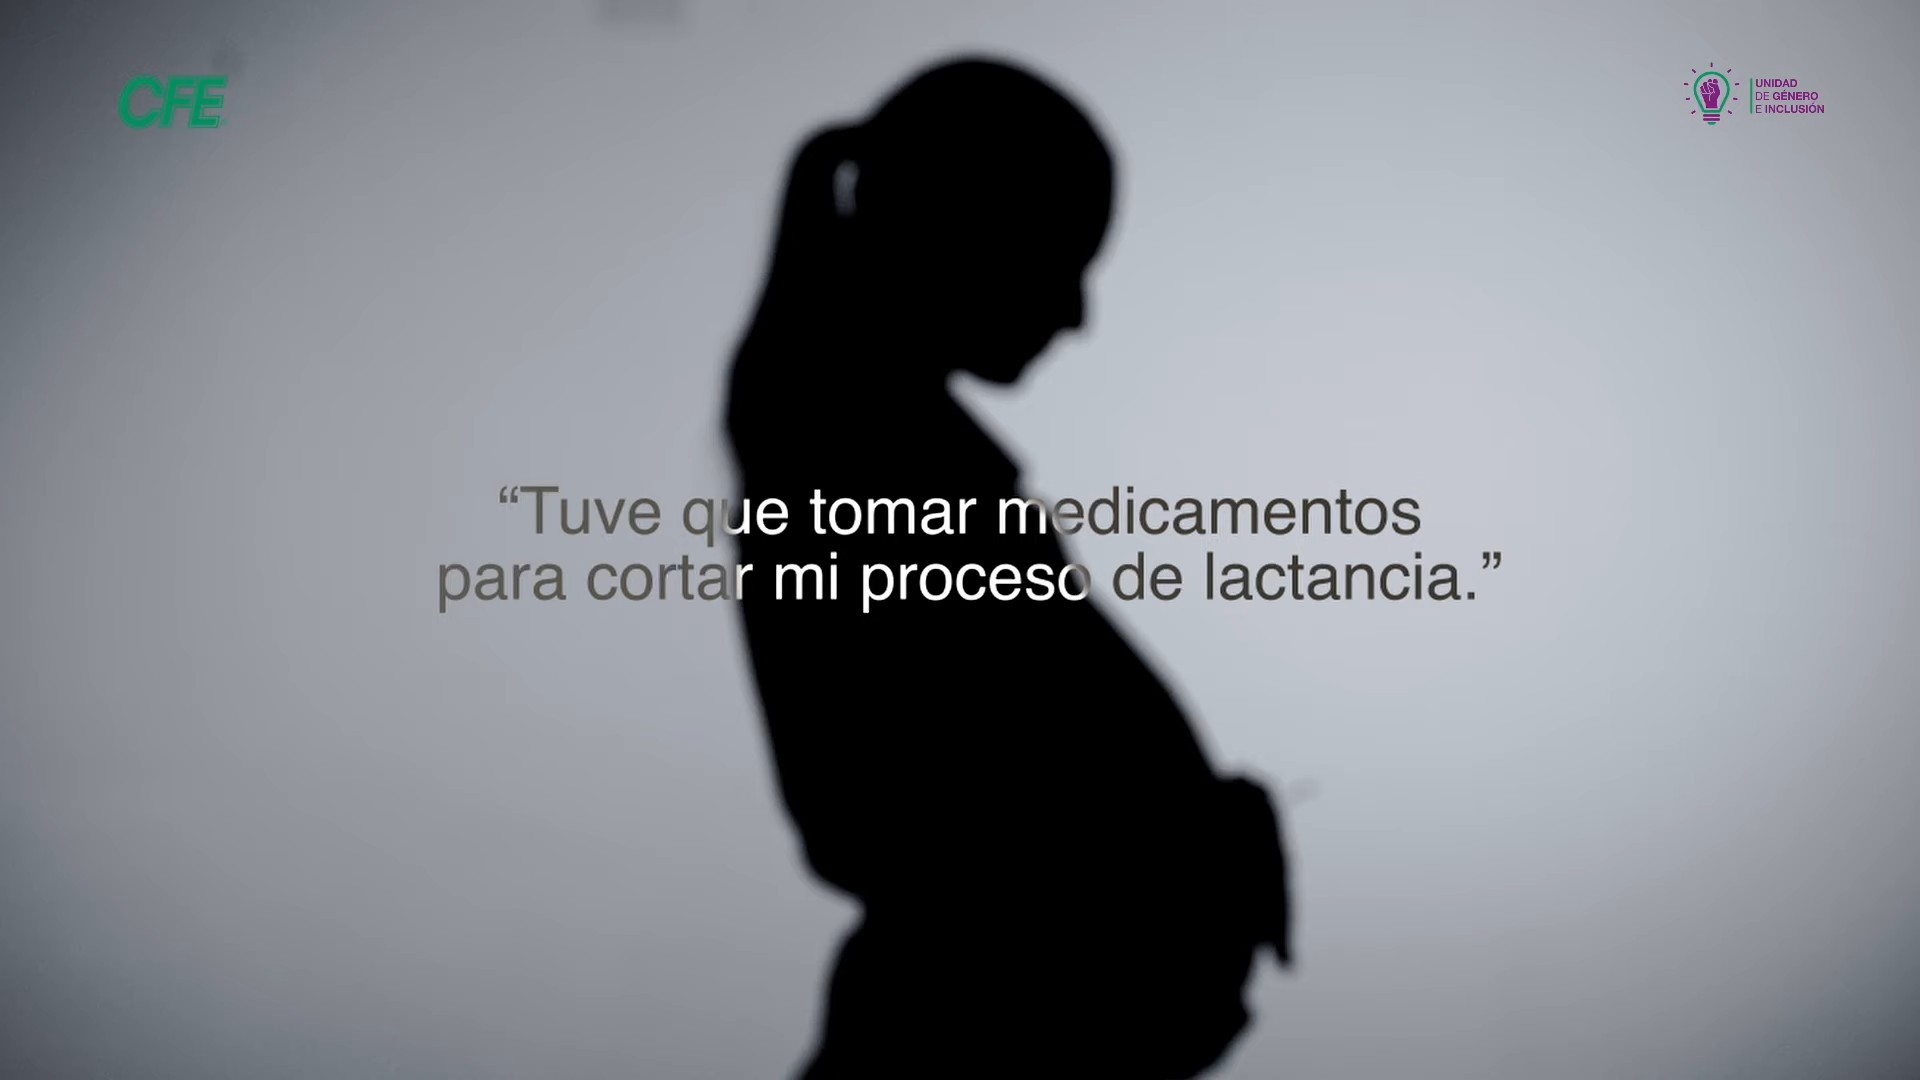 CFE
UNIDAD
DE GÉNERO
E INCLUSIÓN
“Tuve que tomar medicamentos
para cortar mi proceso de lactancia.”